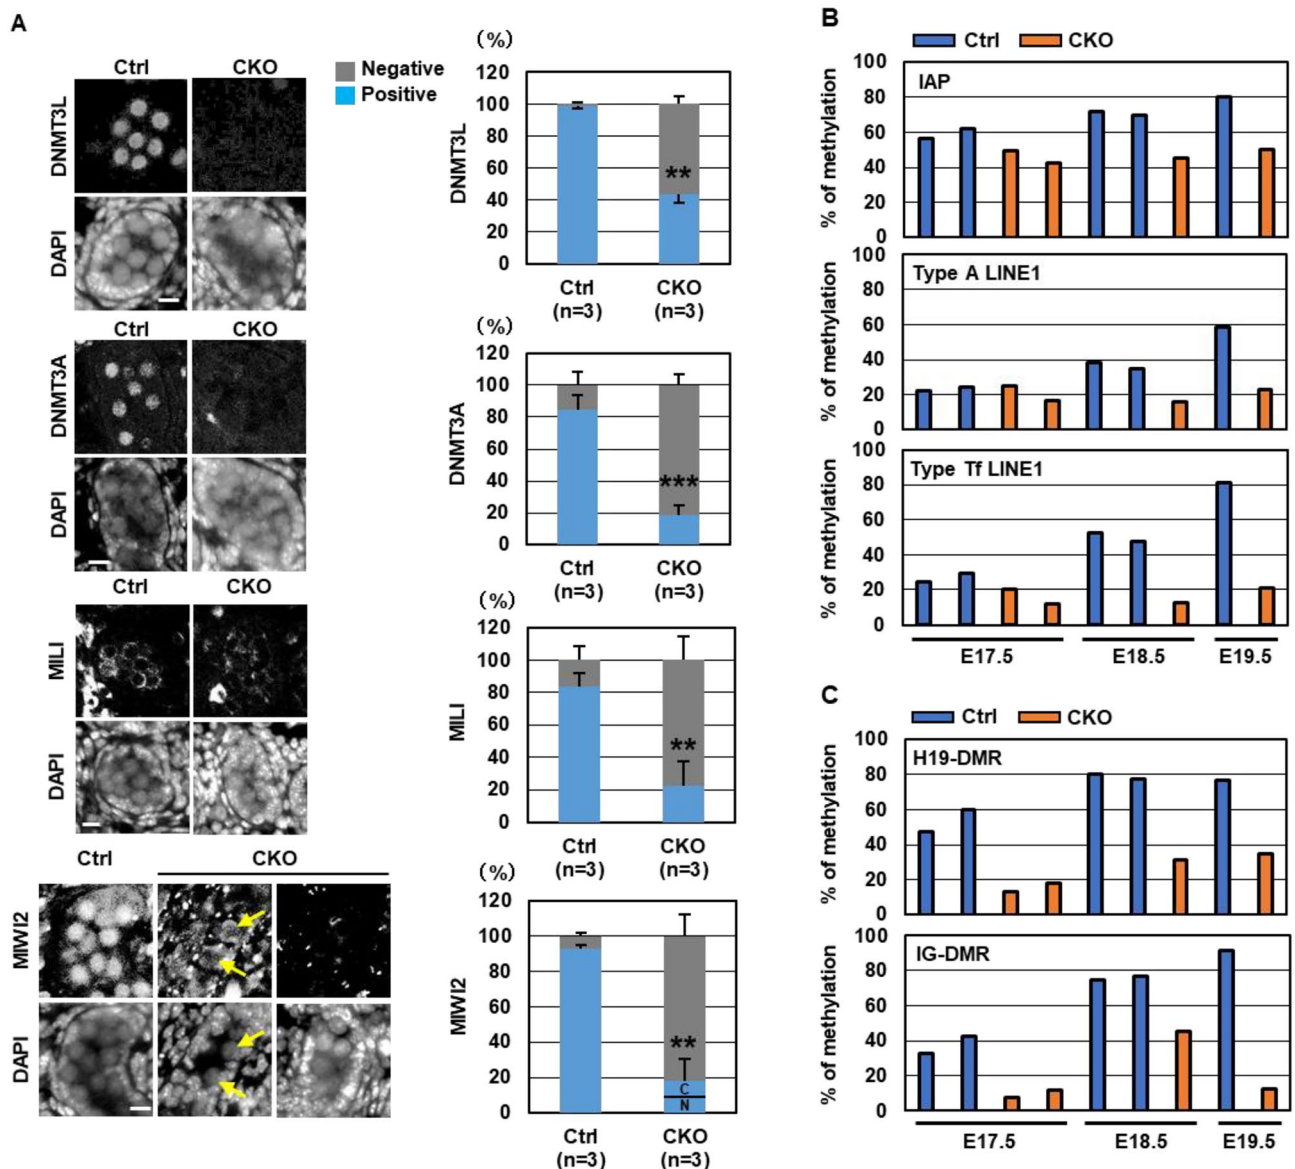 A
Ctrl CKO
DNMT3L
DAPI
Negative
Positive
(%)
DNMT3L
120
100
80
60
40
20
0
**
Ctrl CKO
(n=3) (n=3)
Ctrl CKO
DNMT3A
DAPI
(%)
DNMT3A
120
100
80
60
40
20
0
***
Ctrl CKO
(n=3) (n=3)
Ctrl CKO
MILI
DAPI
(%)
MILI
120
100
80
60
40
20
0
**
Ctrl CKO
(n=3) (n=3)
Ctrl CKO
MIWI2
DAPI
(%)
MIWI2
120
100
80
60
40
20
0
**
C
N
Ctrl CKO
(n=3) (n=3)
B
Ctrl CKO
% of methylation
100
80
60
40
20
0
IAP
% of methylation
100
80
60
40
20
0
Type A LINE1
% of methylation
100
80
60
40
20
0
Type Tf LINE1
E17.5 E18.5 E19.5
C
Ctrl CKO
% of methylation
100
80
60
40
20
0
H19-DMR
% of methylation
100
80
60
40
20
0
IG-DMR
E17.5 E18.5 E19.5